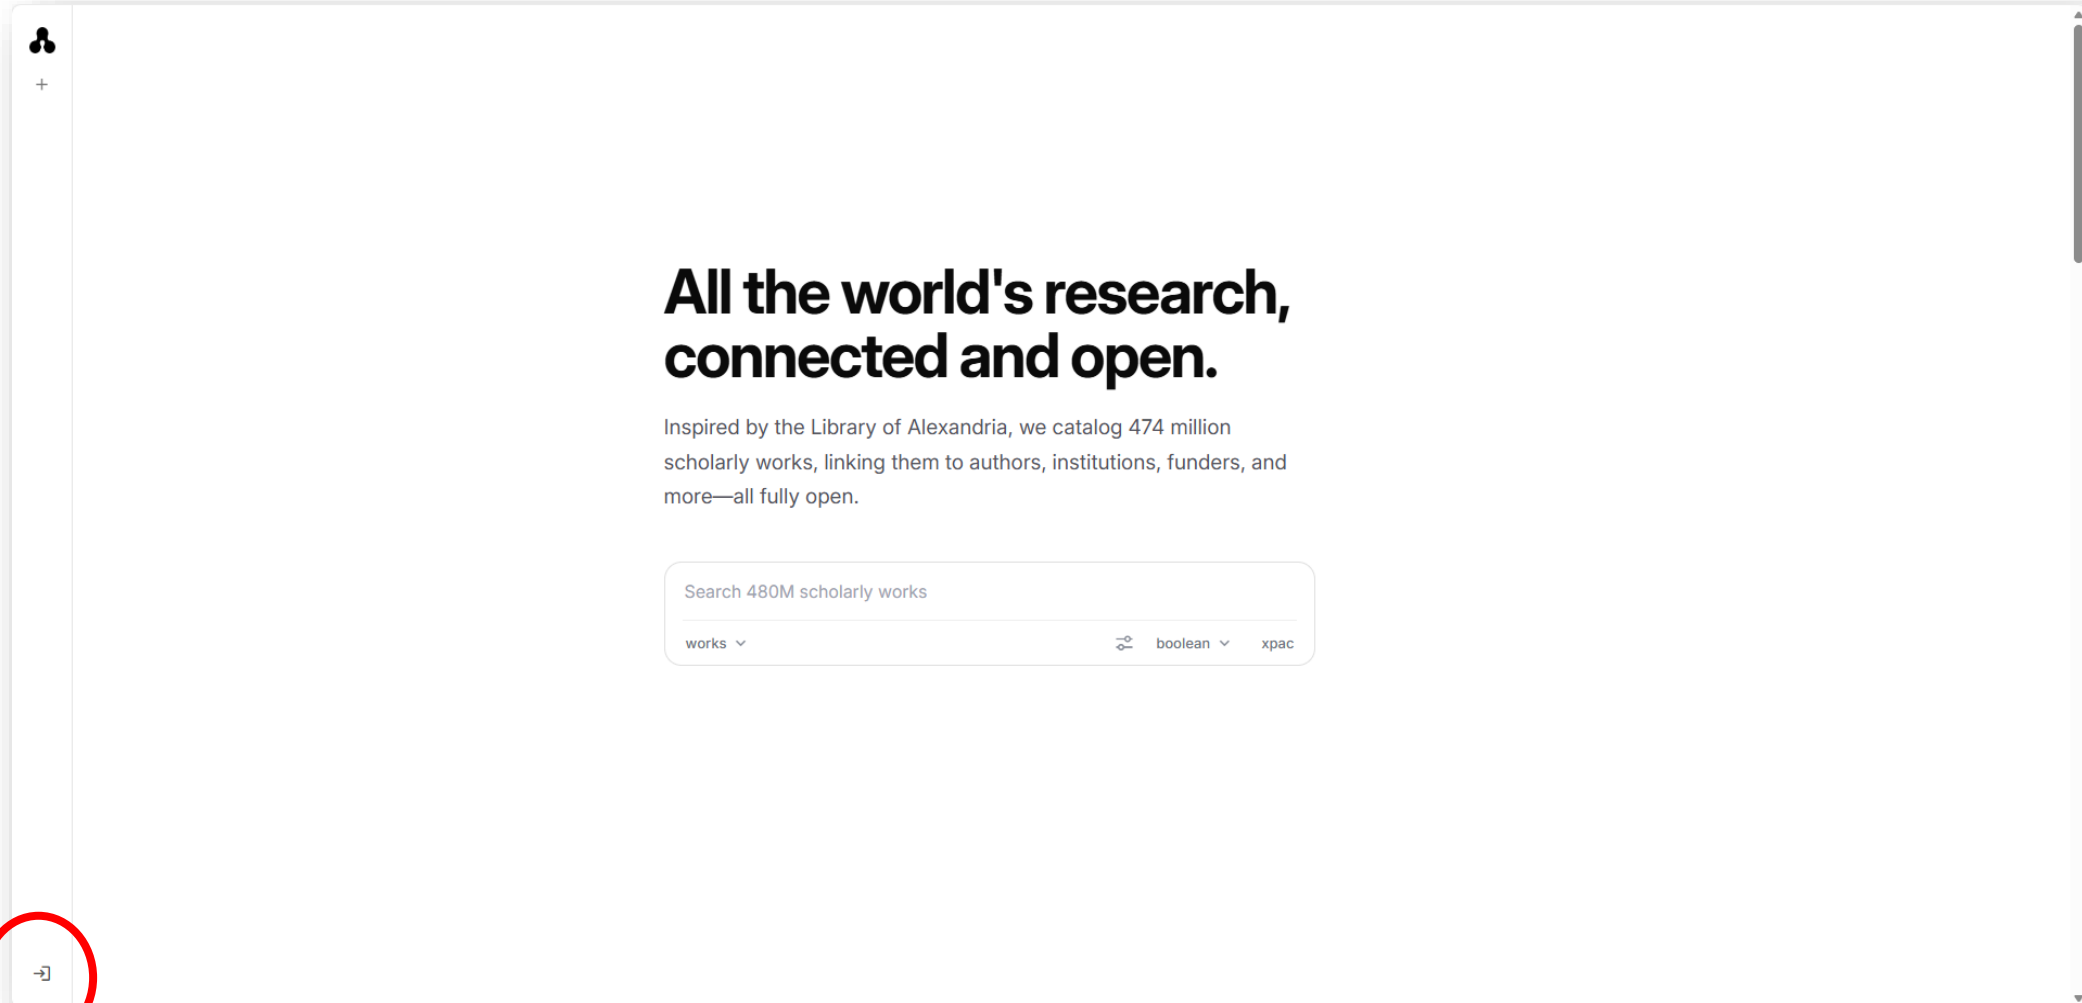 All the world's research,
connected and open.
Inspired by the Library of Alexandria, we catalog 474 million
scholarly works, linking them to authors, institutions, funders, and
more—all fully open.
Search 480M scholarly works
works boolean xpac